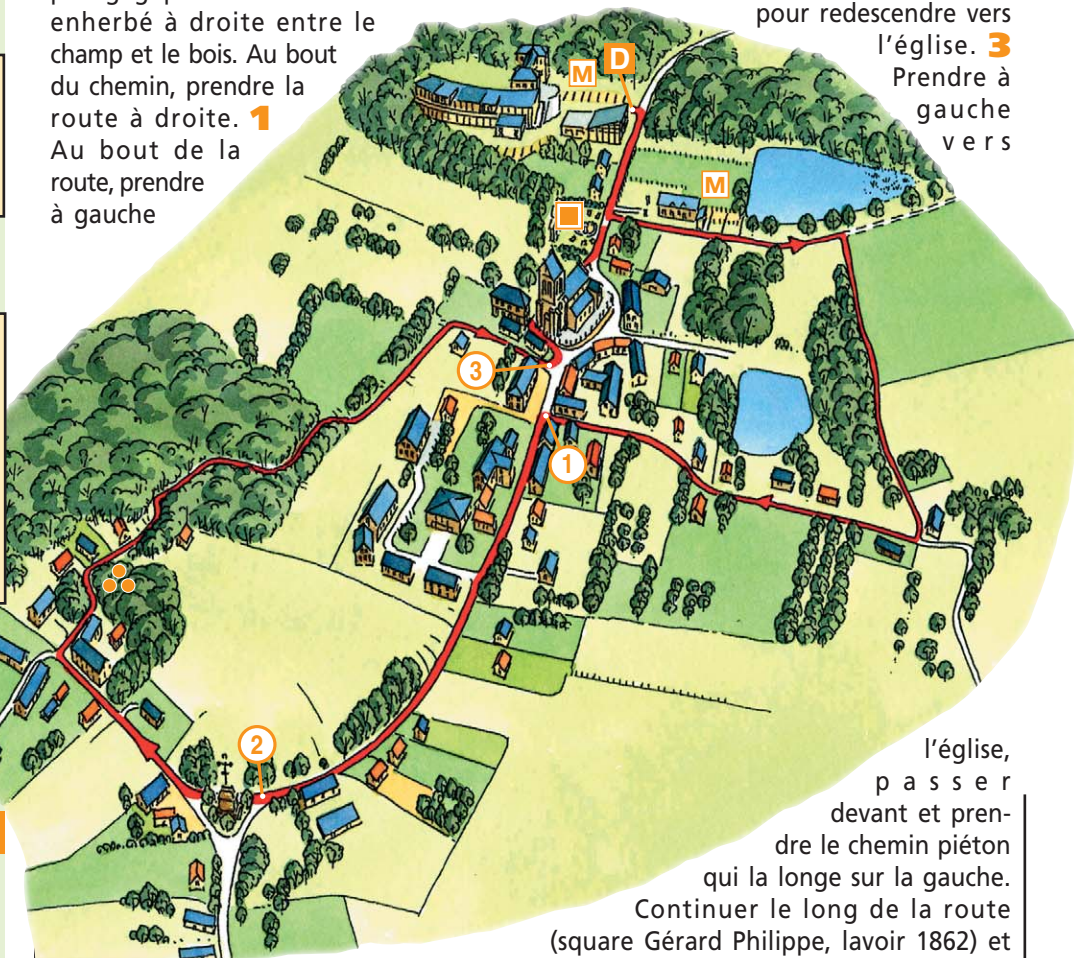 enherbé à droite entre le
champ et le bois. Au bout
du chemin, prendre la
route à droite. 1
Au bout de la
route, prendre
à gauche
pour redescendre vers
l'église. 3
Prendre à
gauche
vers
M
D
M
3
1
2
l'église,
passer
devant et pren-
dre le chemin piéton
qui la longe sur la gauche.
Continuer le long de la route
(square Gérard Philippe, lavoir 1862) et